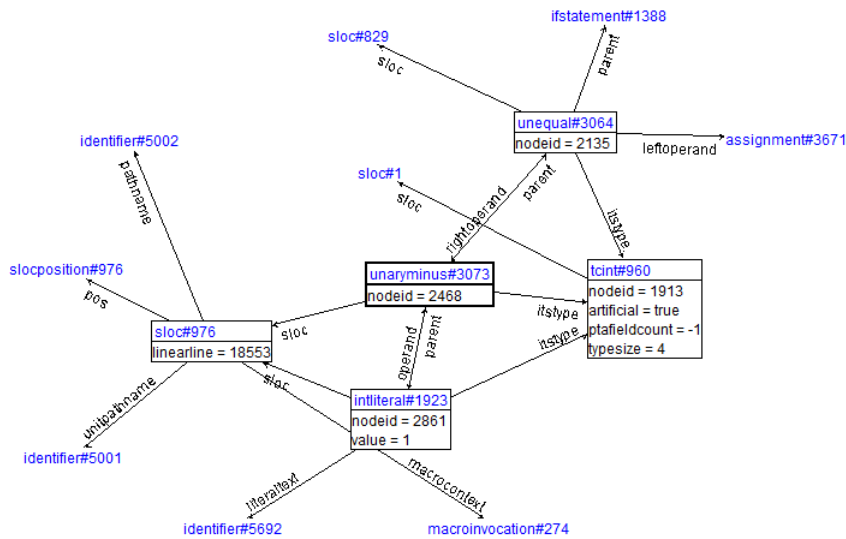 ifstatement#1388
sloc#829
sloc
parent
unequal#3064
nodeid = 2135
leftoperand
assignment#3671
identifier#5002
pathname
sloc#1
sloc
rightoperand
parent
itstype
slocposition#976
pos
unaryminus#3073
nodeid = 2468
itstype
tcint#960
nodeid = 1913
artificial = true
ptafieldcount = -1
typesize = 4
sloc#976
linearline = 18553
sloc
operand
parent
itstype
sloc
unitpathname
intliteral#1923
nodeid = 2861
value = 1
identifier#5001
literaltext
macrocontext
identifier#5692
macroinvocation#274